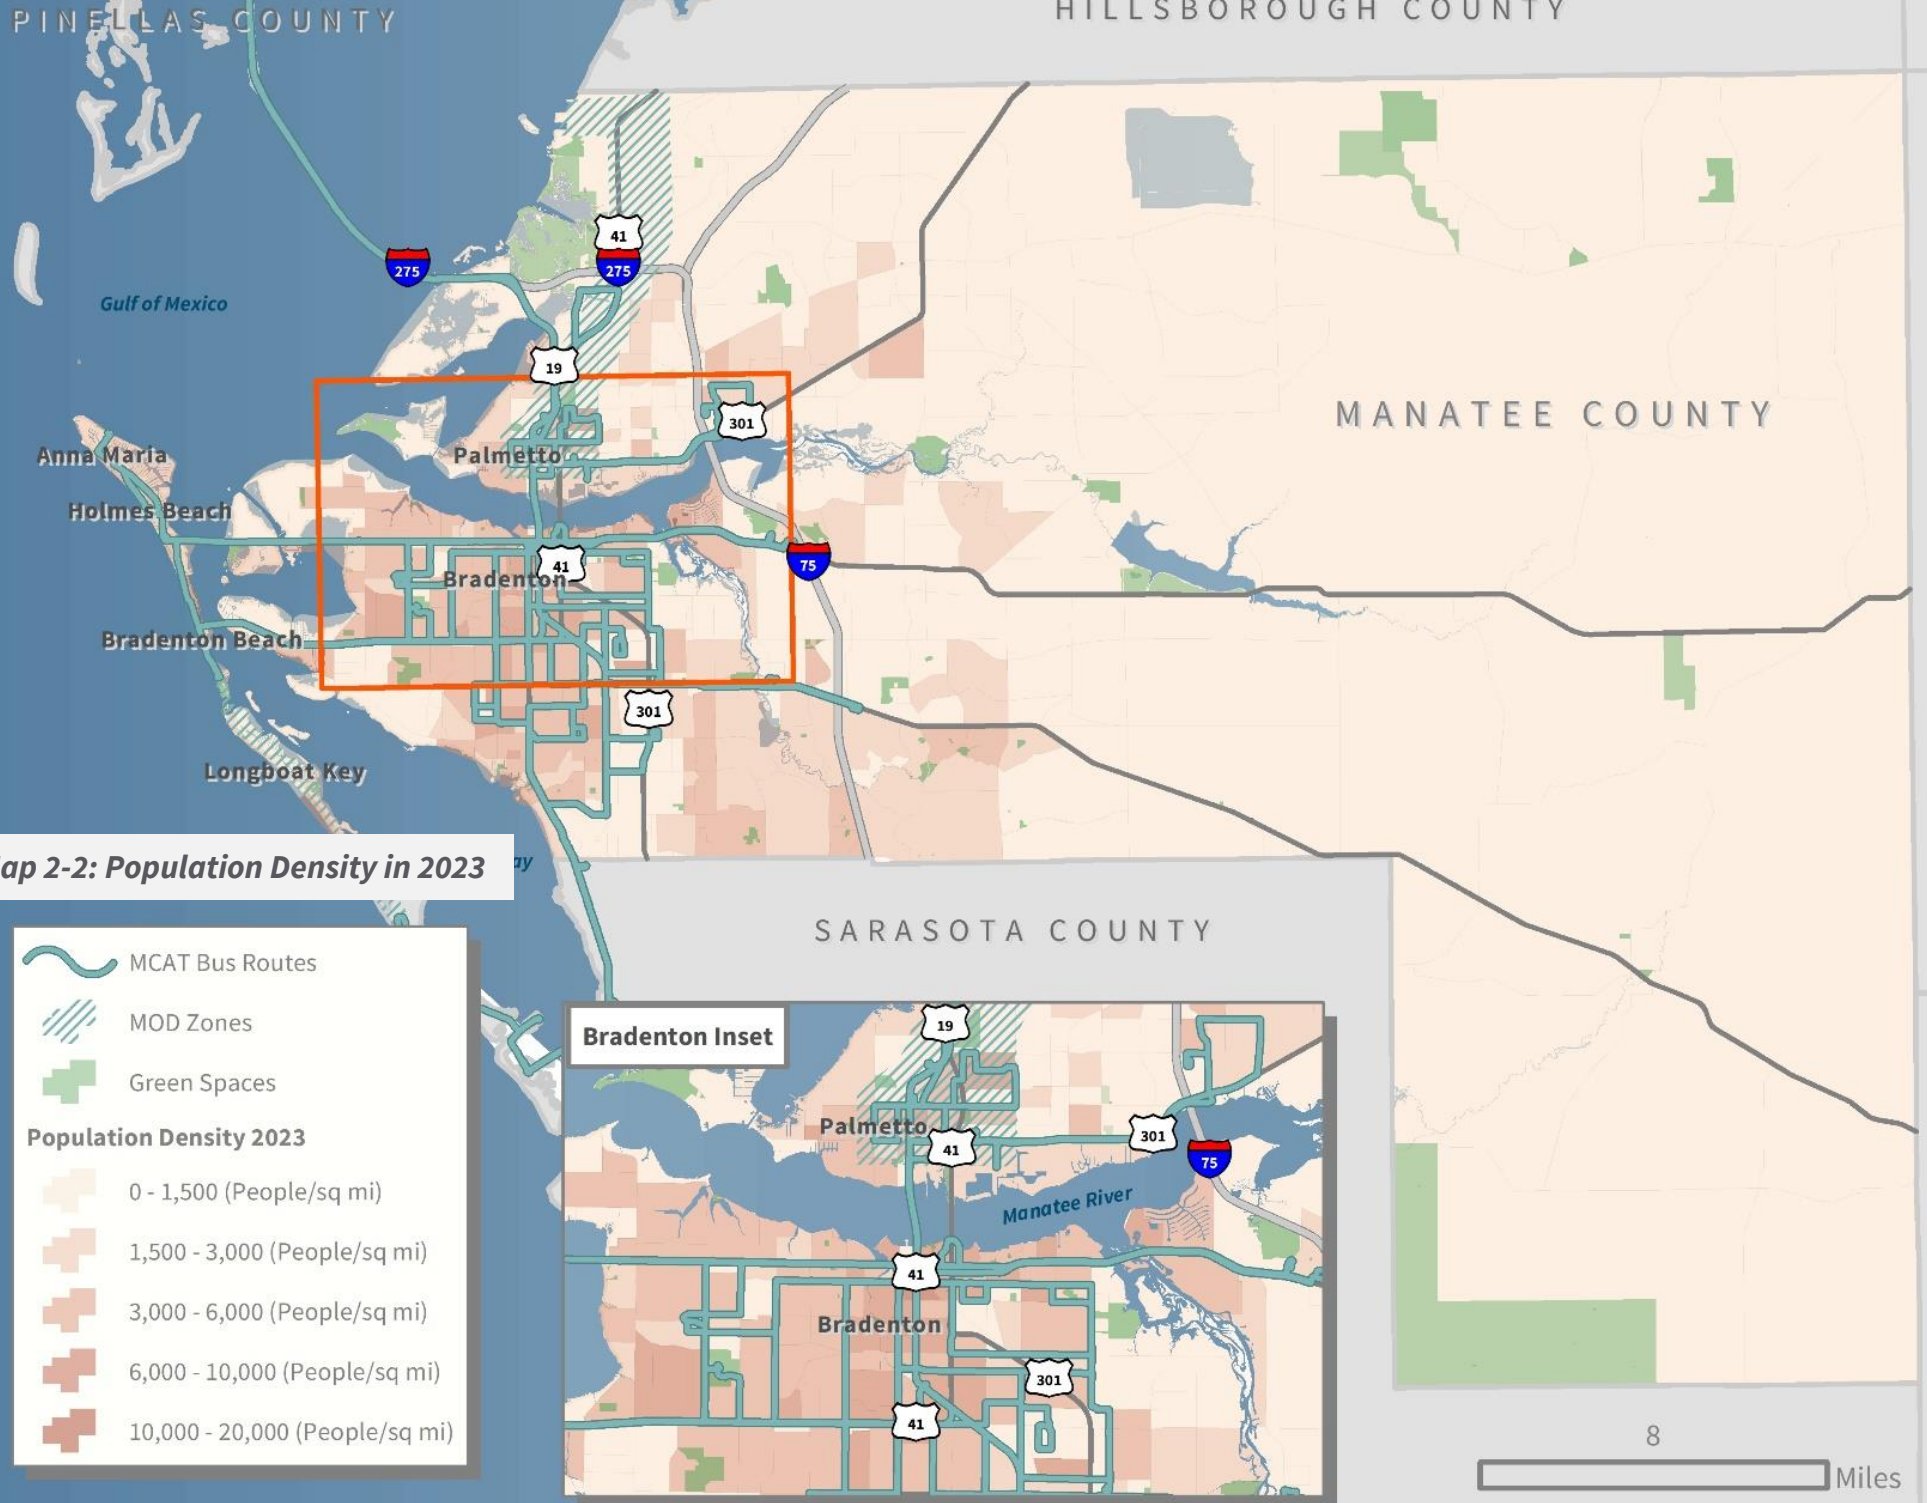 PINELLAS COUNTY
HILLSBOROUGH COUNTY
41
275
275
Gulf of Mexico
19
MANATEE COUNTY
301
Anna Maria
Palmetto
Holmes Beach
41
75
Bradenton
Bradenton Beach
301
Longboat Key
ap 2-2: Population Density in 2023
ay
SARASOTA COUNTY
MCAT Bus Routes
MOD Zones
Green Spaces
Population Density 2023
0 - 1,500 (People/sq mi)
1,500 - 3,000 (People/sq mi)
3,000 - 6,000 (People/sq mi)
6,000 - 10,000 (People/sq mi)
10,000 - 20,000 (People/sq mi)
Bradenton Inset
19
Palmetto
41
301
75
Manatee River
41
Bradenton
301
41
8
Miles